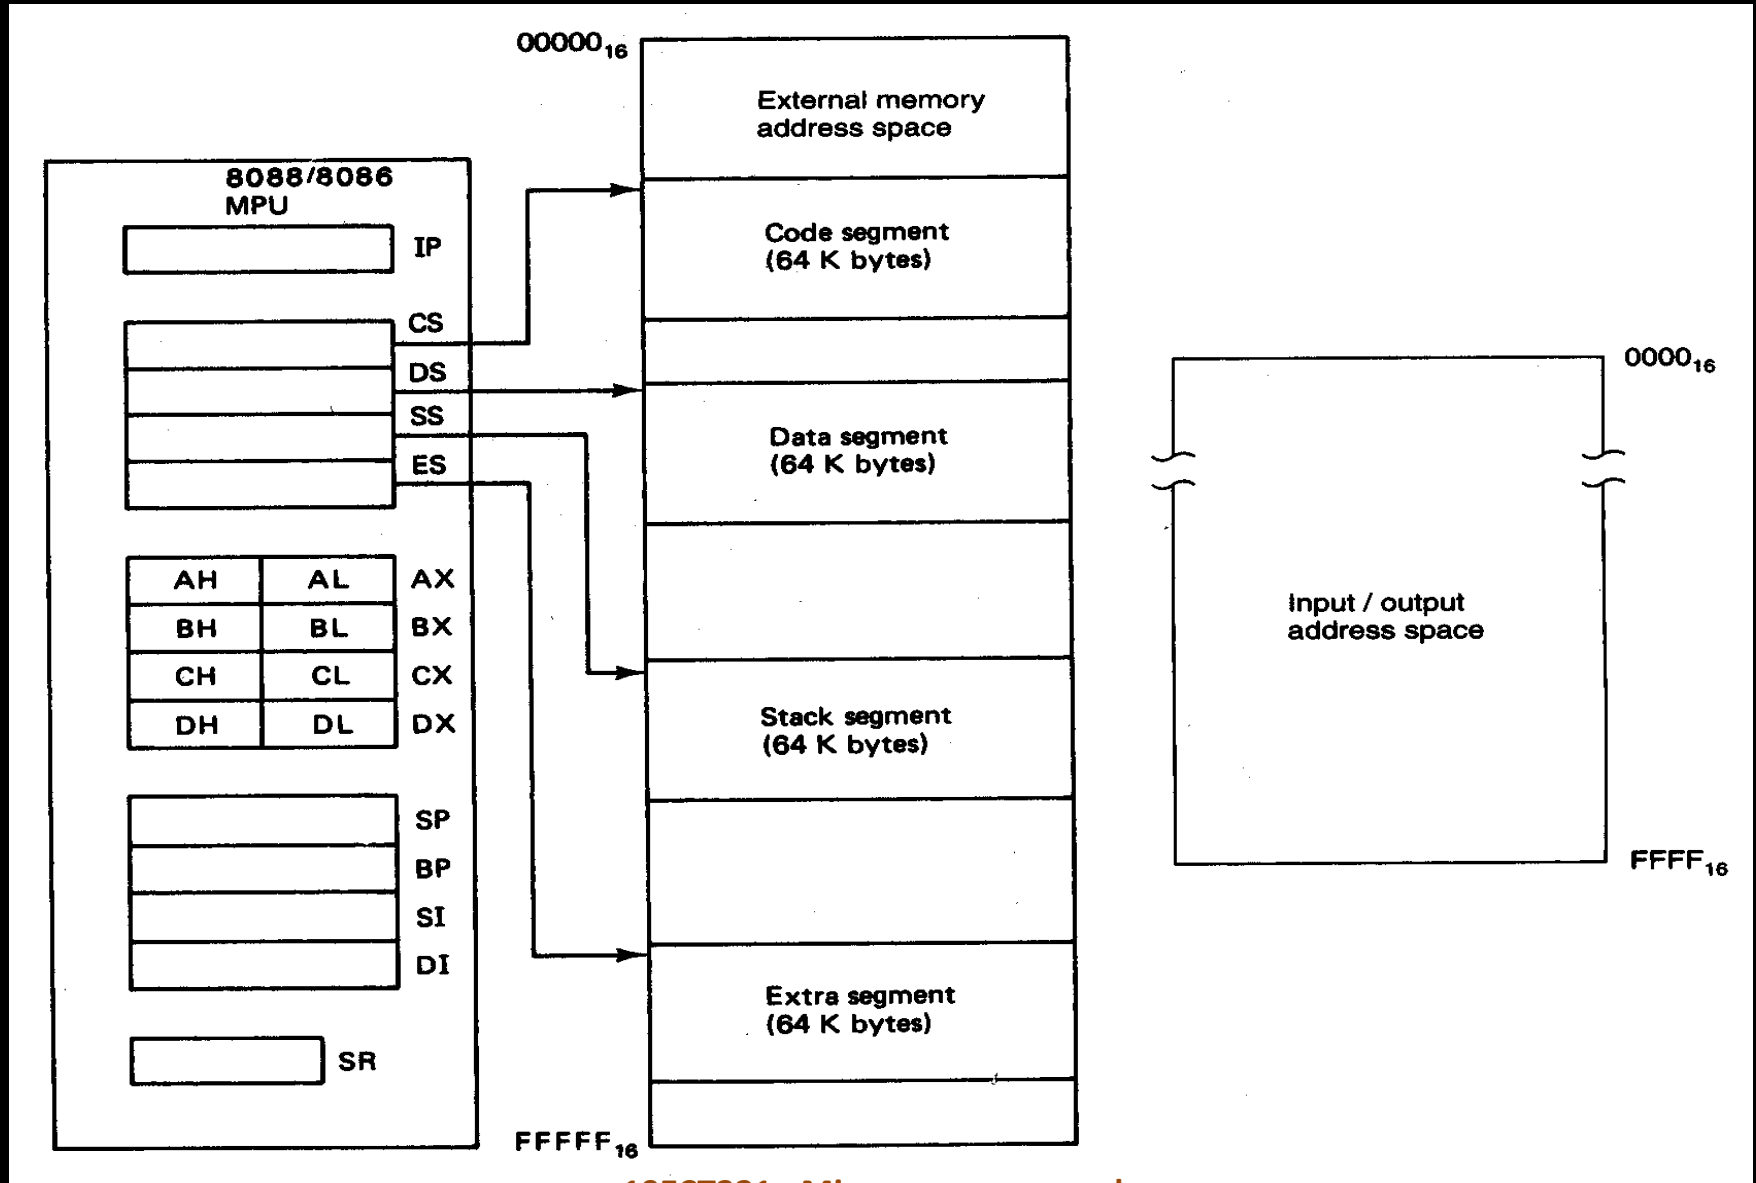 00000₁₆
External memory
address space
8088/8086
MPU
IP
Code segment
(64 K bytes)
CS
DS
SS
ES
Data segment
(64 K bytes)
0000₁₆
Input / output
address space
FFFF₁₆
AH AL AX
BH BL BX
CH CL CX
DH DL DX
Stack segment
(64 K bytes)
SP
BP
SI
DI
Extra segment
(64 K bytes)
SR
FFFFF₁₆